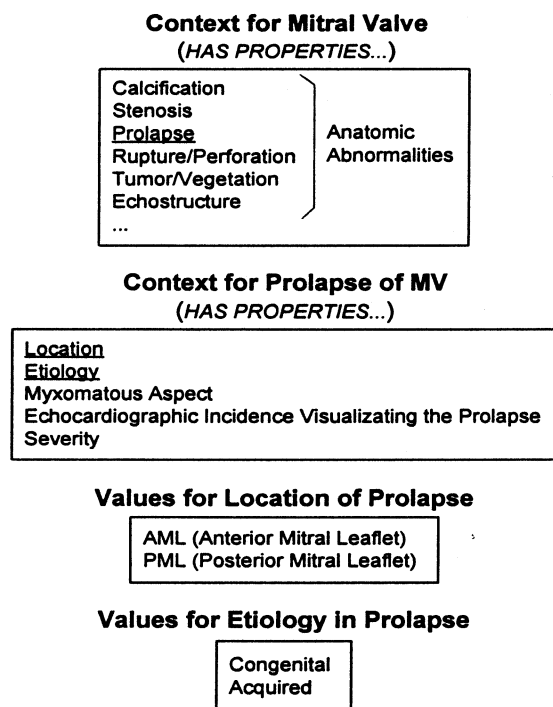 Context for Mitral Valve
(HAS PROPERTIES...)
Calcification
Stenosis
Prolapse
Rupture/Perforation
Tumor/Vegetation
Echostructure
...
Anatomic
Abnormalities
Context for Prolapse of MV
(HAS PROPERTIES...)
Location
Etiology
Myxomatous Aspect
Echocardiographic Incidence Visualizating the Prolapse
Severity
Values for Location of Prolapse
AML (Anterior Mitral Leaflet)
PML (Posterior Mitral Leaflet)
Values for Etiology in Prolapse
Congenital
Acquired